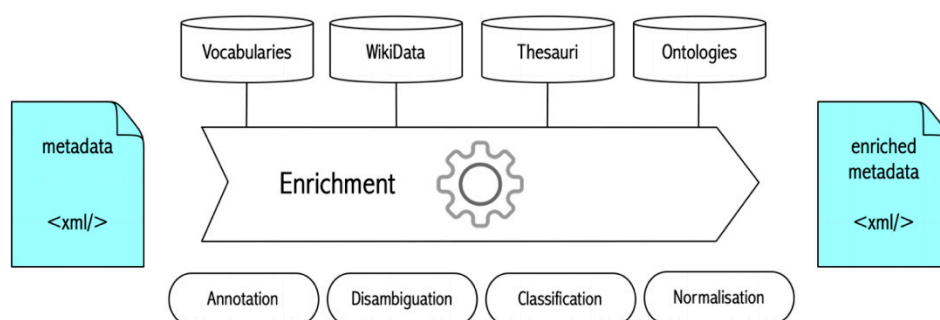 Vocabularies
WikiData
Thesauri
Ontologies
metadata
<xml/>
Enrichment
enriched
metadata
<xml/>
Annotation
Disambiguation
Classification
Normalisation